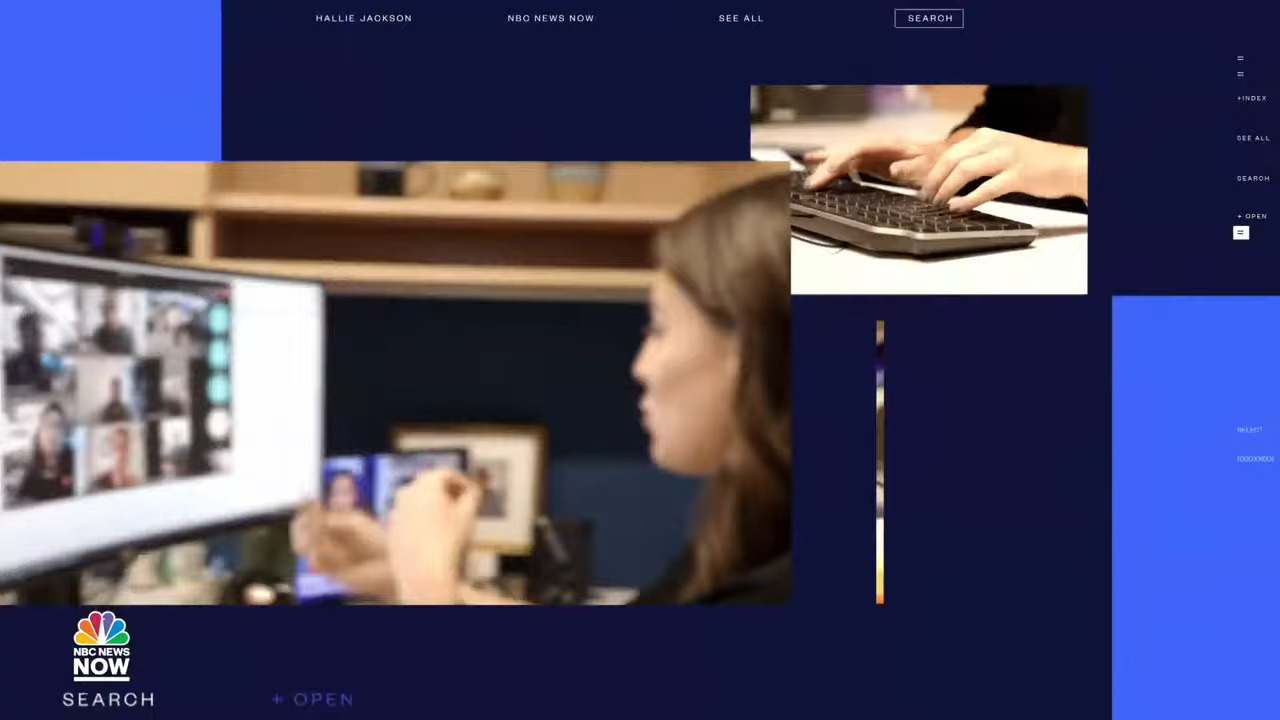 HALLIE JACKSON
NBC NEWS NOW
SEE ALL
SEARCH
=
=
+INDEX
SEE ALL
SEARCH
+ OPEN
=
NBC NEWS
NOW
SEARCH
+ OPEN